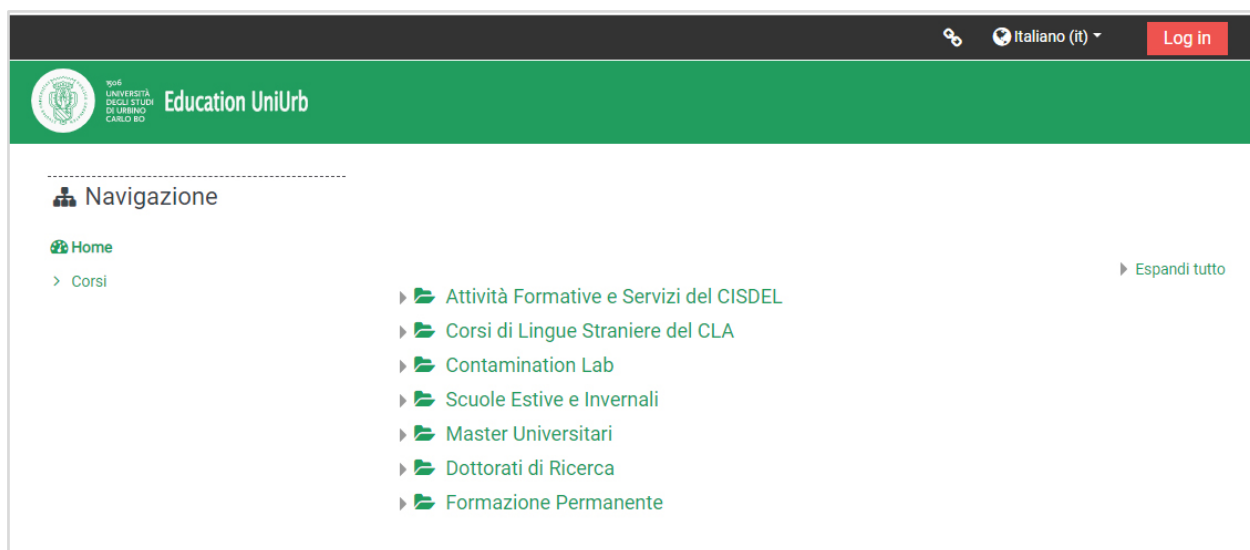 Italiano (it)
Log in
1506
UNIVERSITÀ
DEGLI STUDI
DI URBINO
CARLO BO
Education UniUrb
Navigazione
Home
Corsi
Espandi tutto
Attività Formative e Servizi del CISDEL
Corsi di Lingue Straniere del CLA
Contamination Lab
Scuole Estive e Invernali
Master Universitari
Dottorati di Ricerca
Formazione Permanente